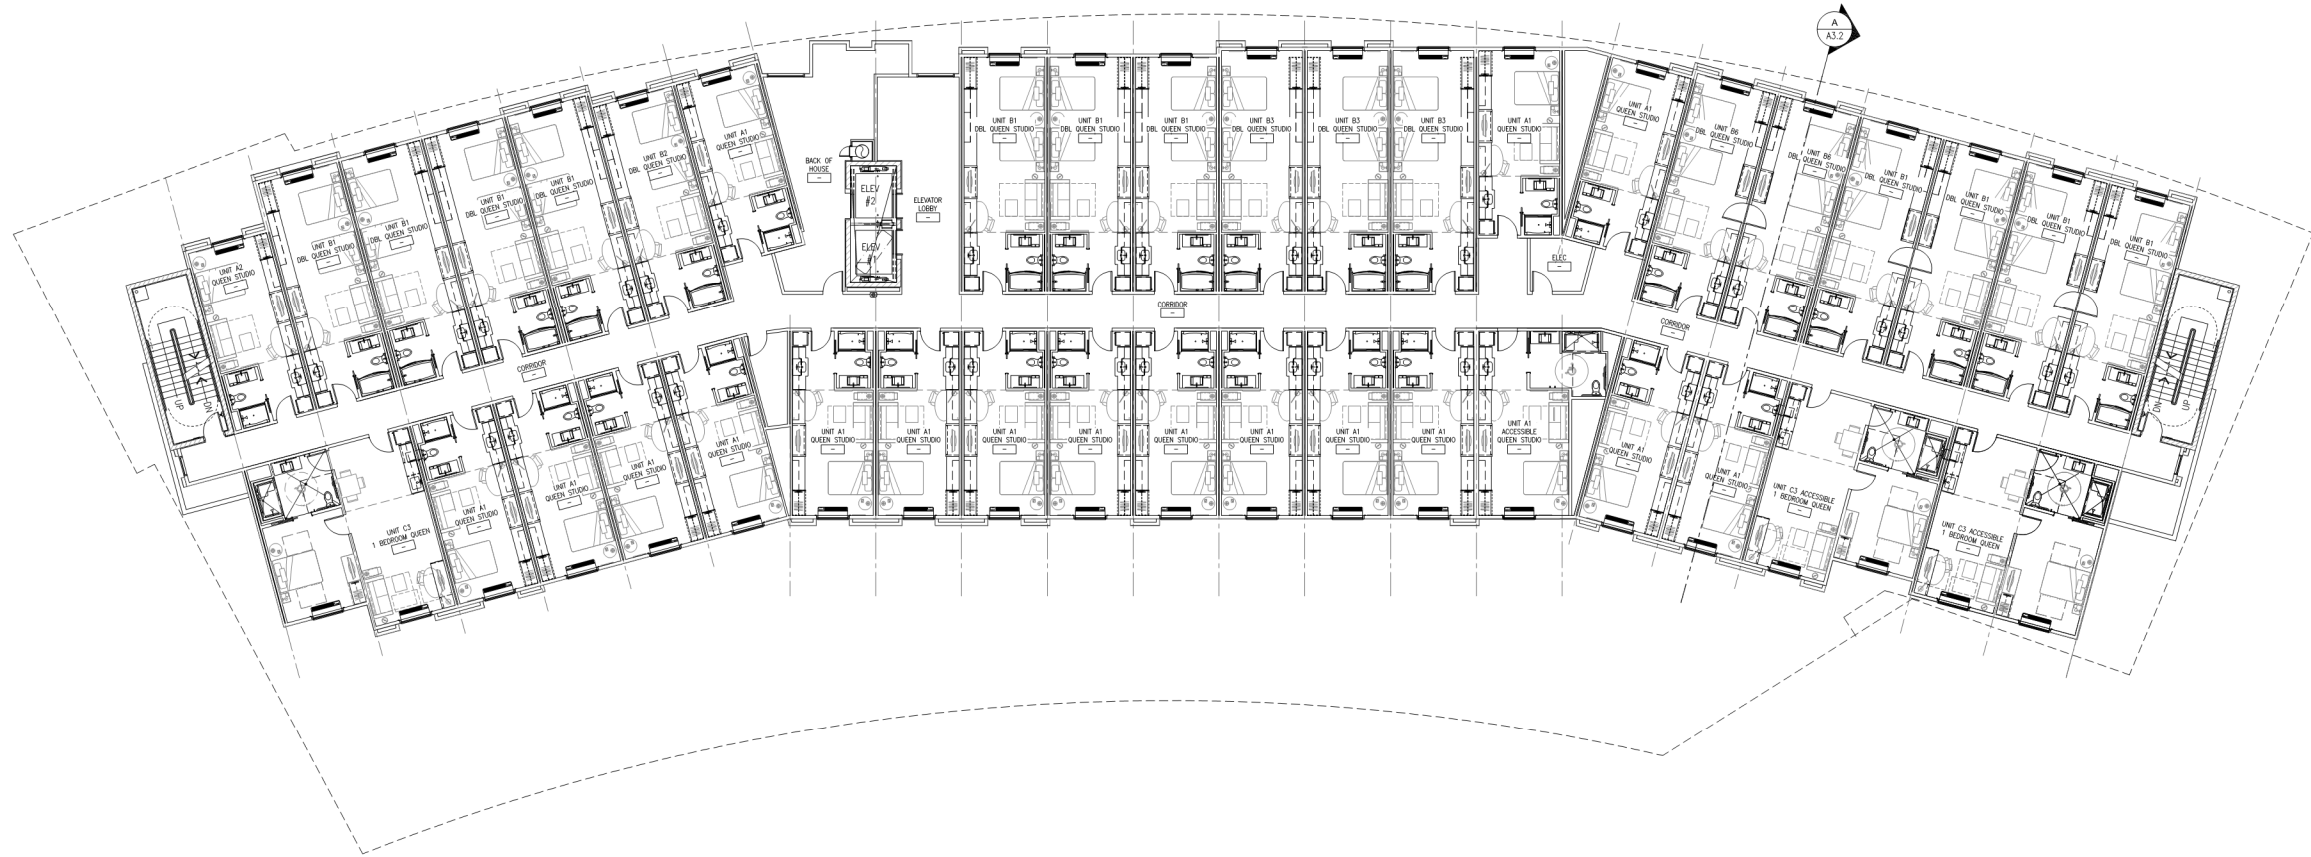 A
A3.2
UNIT A2
QUEEN STUDIO
UNIT B1
DBL QUEEN STUDIO
UNIT B1
DBL QUEEN STUDIO
UNIT B1
DBL QUEEN STUDIO
UNIT B1
DBL QUEEN STUDIO
UNIT B2
DBL QUEEN STUDIO
UNIT A1
QUEEN STUDIO
BACK OF
HOUSE
ELEV
#2
ELEV
#1
ELEVATOR
LOBBY
UNIT B1
DBL QUEEN STUDIO
UNIT B1
DBL QUEEN STUDIO
UNIT B1
DBL QUEEN STUDIO
UNIT B3
DBL QUEEN STUDIO
UNIT B3
DBL QUEEN STUDIO
UNIT B3
DBL QUEEN STUDIO
UNIT A1
QUEEN STUDIO
ELEC
UNIT A1
QUEEN STUDIO
UNIT B6
DBL QUEEN STUDIO
UNIT B6
DBL QUEEN STUDIO
UNIT B1
DBL QUEEN STUDIO
UNIT B1
DBL QUEEN STUDIO
UNIT B1
DBL QUEEN STUDIO
UNIT B1
DBL QUEEN STUDIO
UP
DN
CORRIDOR
CORRIDOR
CORRIDOR
DN
UP
UNIT C3
1 BEDROOM QUEEN
UNIT A1
QUEEN STUDIO
UNIT A1
QUEEN STUDIO
UNIT A1
QUEEN STUDIO
UNIT A1
QUEEN STUDIO
UNIT A1
QUEEN STUDIO
UNIT A1
QUEEN STUDIO
UNIT A1
QUEEN STUDIO
UNIT A1
QUEEN STUDIO
UNIT A1
QUEEN STUDIO
UNIT A1
QUEEN STUDIO
UNIT A1
QUEEN STUDIO
UNIT A1
QUEEN STUDIO
UNIT A1
ACCESSIBLE
QUEEN STUDIO
UNIT A1
QUEEN STUDIO
UNIT A1
QUEEN STUDIO
UNIT C3 ACCESSIBLE
1 BEDROOM QUEEN
UNIT C3 ACCESSIBLE
1 BEDROOM QUEEN